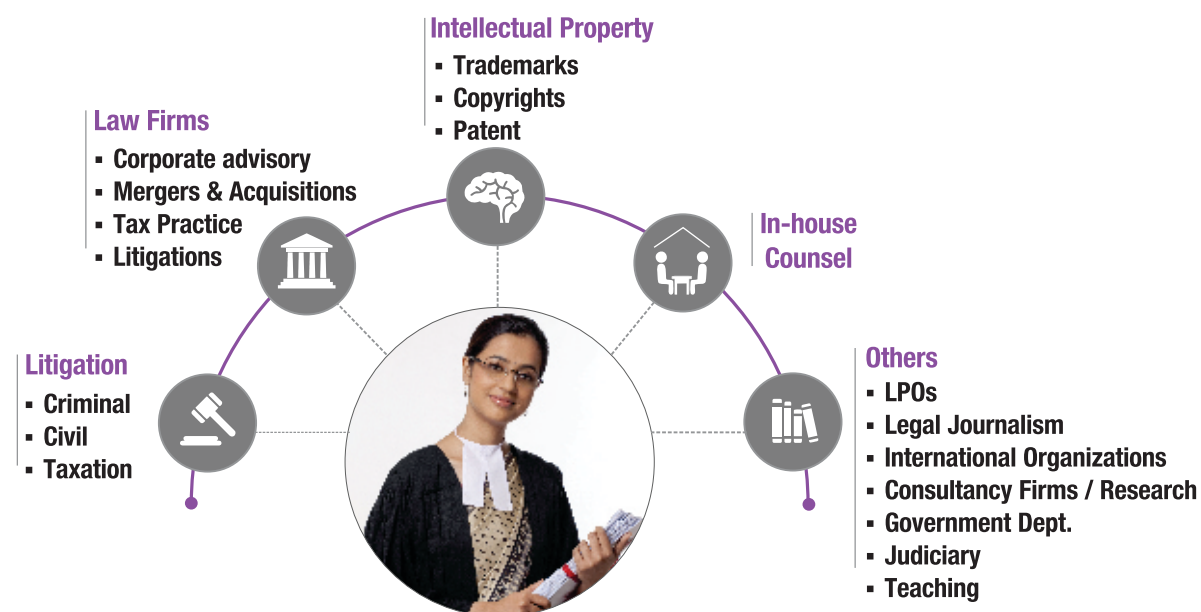 Intellectual Property
▪ Trademarks
▪ Copyrights
▪ Patent
Law Firms
▪ Corporate advisory
▪ Mergers & Acquisitions
▪ Tax Practice
▪ Litigations
In-house
Counsel
Litigation
▪ Criminal
▪ Civil
▪ Taxation
Others
▪ LPOs
▪ Legal Journalism
▪ International Organizations
▪ Consultancy Firms / Research
▪ Government Dept.
▪ Judiciary
▪ Teaching